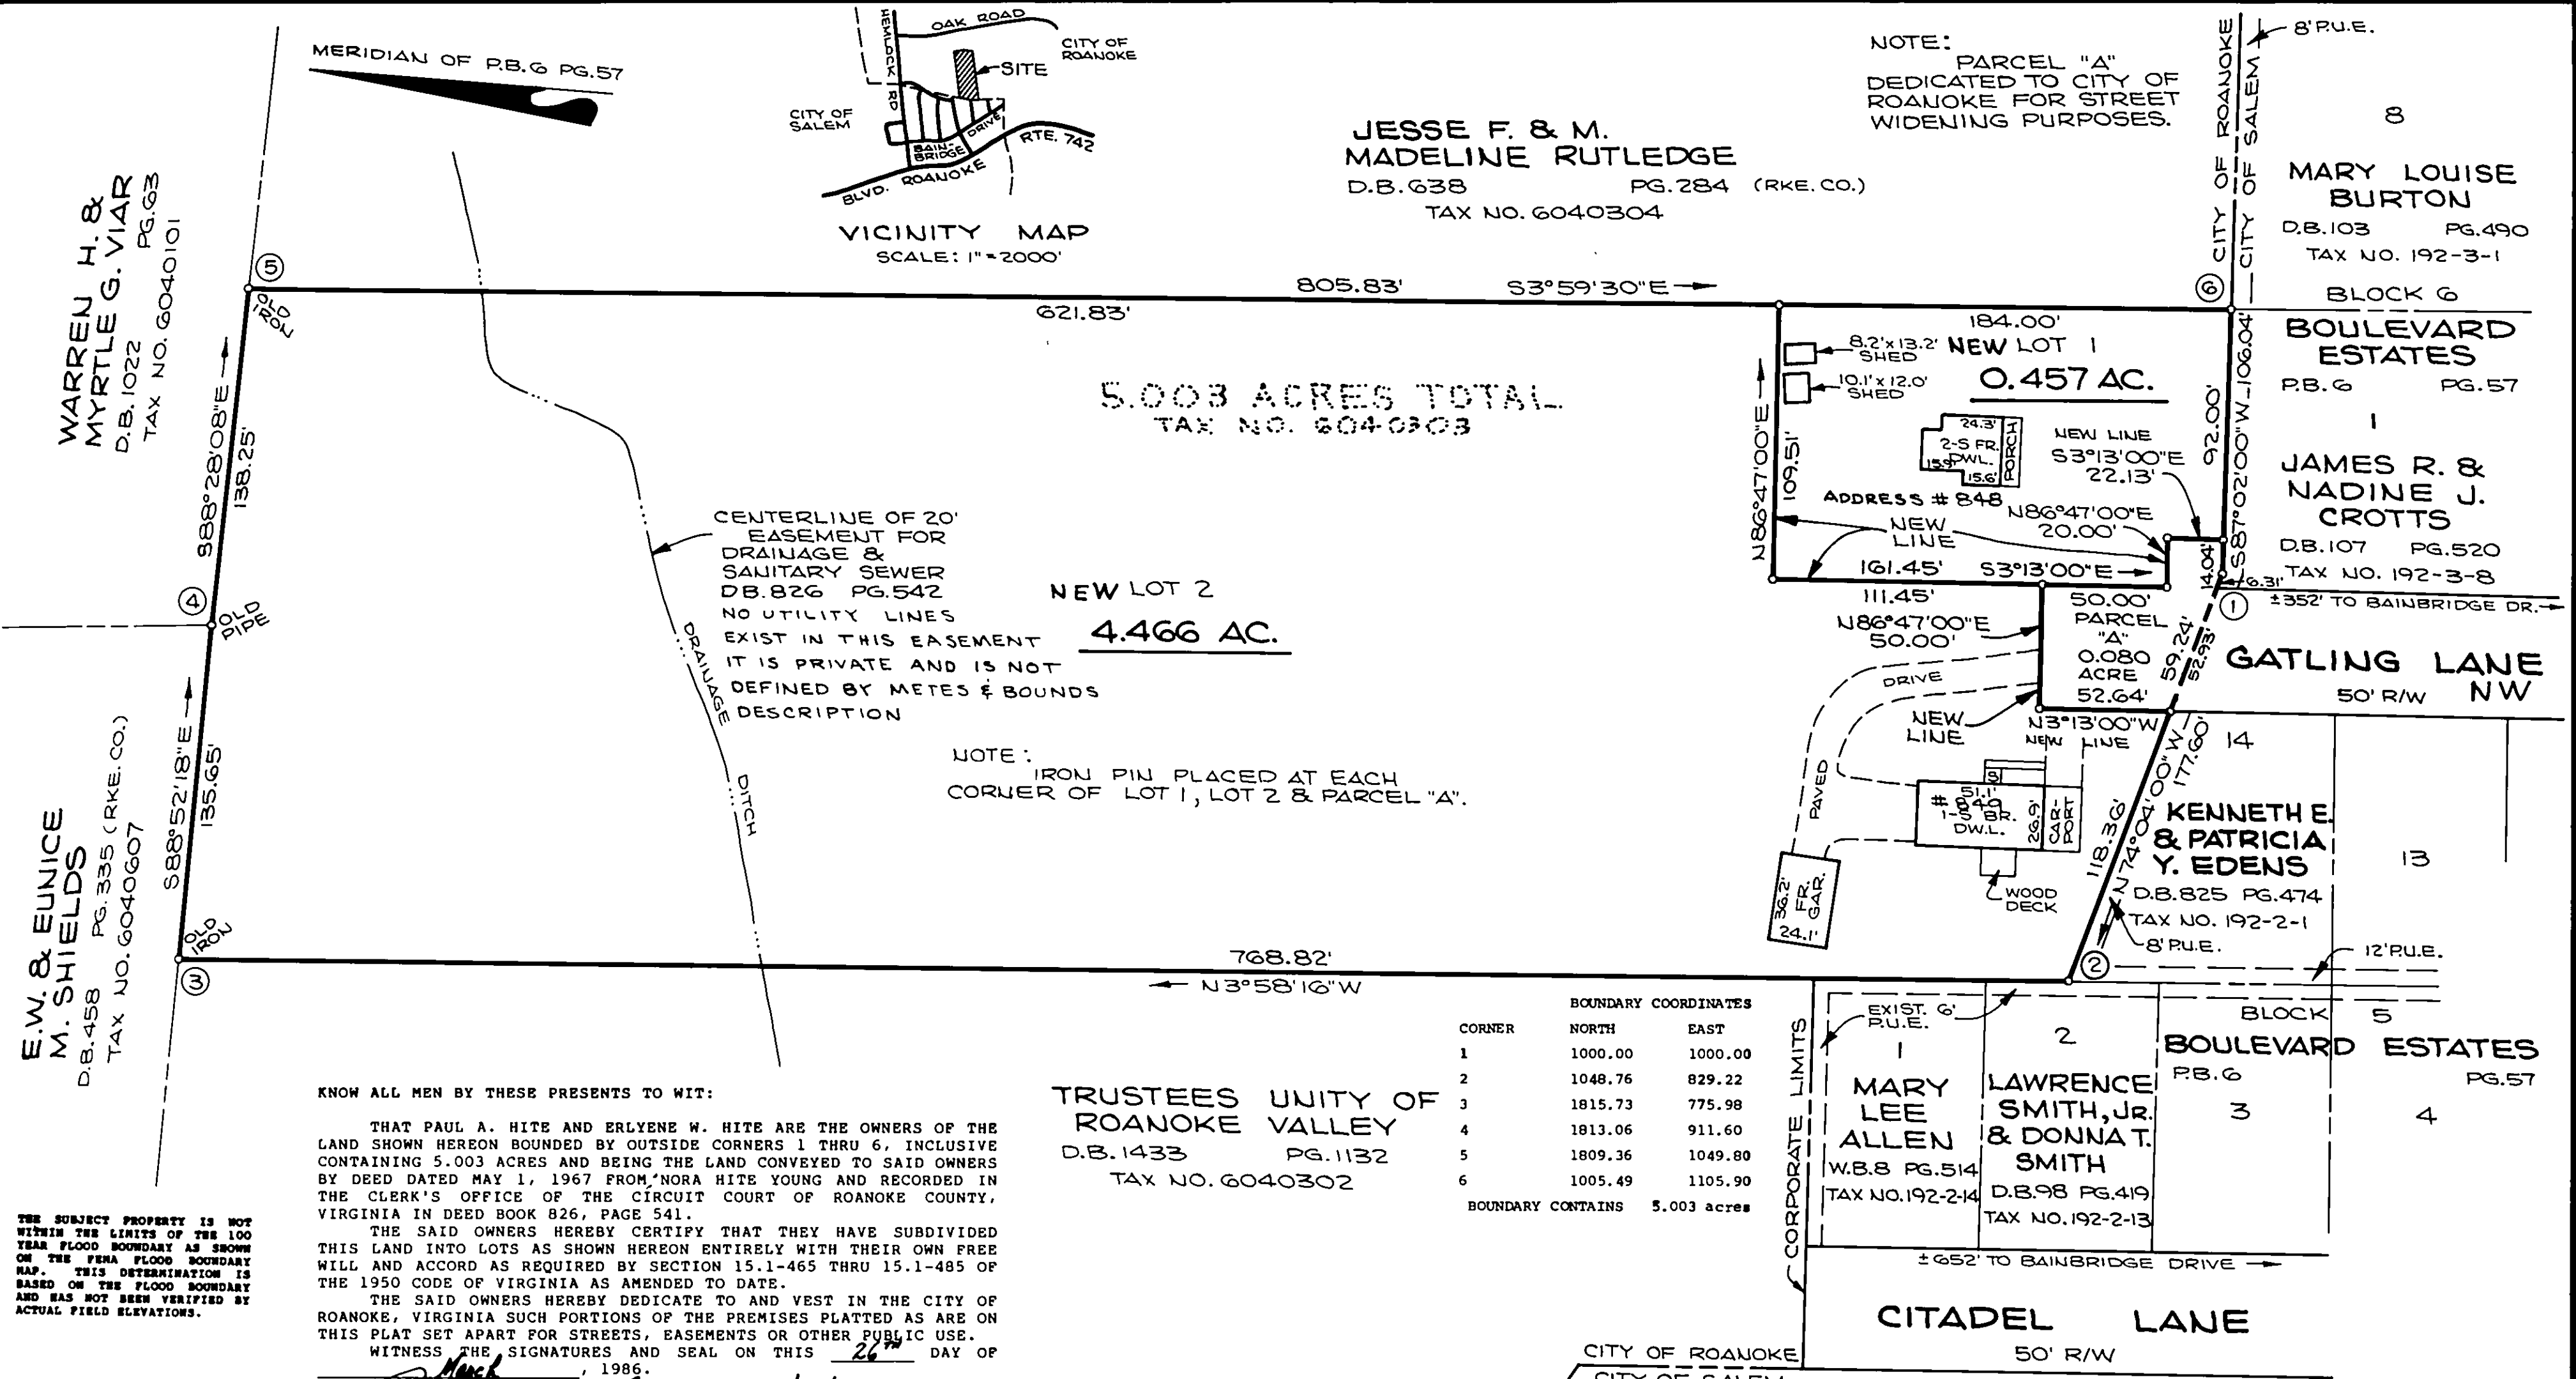 MERIDIAN OF P.B.6 PG.57
HEMLOCK RD
OAK ROAD
CITY OF
ROANOKE
SITE
CITY OF
SALEM
BAIN-
BRIDGE
DRIVE
RTE. 742
BLVD. ROANOKE
VICINITY MAP
SCALE: 1"=2000'
JESSE F. & M.
MADELINE RUTLEDGE
D.B.638 PG.284 (RKE.CO.)
TAX NO. 6040304
NOTE:
PARCEL "A"
DEDICATED TO CITY OF
ROANOKE FOR STREET
WIDENING PURPOSES.
CITY OF ROANOKE
CITY OF SALEM
8' P.U.E.
8
MARY LOUISE
BURTON
D.B.103 PG.490
TAX NO. 192-3-1
BLOCK 6
BOULEVARD
ESTATES
P.B.6 PG.57
1
JAMES R. &
NADINE J.
CROTTS
D.B.107 PG.520
TAX NO. 192-3-8
±352' TO BAINBRIDGE DR.
GATLING LANE
50' R/W NW
WARREN H. &
MYRTLE G. VIAR
D.B. 1022 PG.63
TAX NO. 6040101
5
OLD
IRON
S88°28'08"E
138.25'
4
OLD
PIPE
S88°52'18"E
135.65'
OLD
IRON
3
E.W. & EUNICE
M. SHIELDS
D.B.458 PG.335 (RKE.CO.)
TAX NO. 6040607
805.83' S3°59'30"E
621.83'
5.003 ACRES TOTAL
TAX NO. 6040303
CENTERLINE OF 20'
EASEMENT FOR
DRAINAGE &
SANITARY SEWER
DB.826 PG.542
NO UTILITY LINES
EXIST IN THIS EASEMENT
IT IS PRIVATE AND IS NOT
DEFINED BY METES & BOUNDS
DESCRIPTION
DRAINAGE
DITCH
NEW LOT 2
4.466 AC.
NOTE:
IRON PIN PLACED AT EACH
CORNER OF LOT 1, LOT 2 & PARCEL "A".
768.82'
N3°58'16"W
6
184.00'
8.2'x13.2'
SHED
NEW LOT 1
10.1'x12.0'
SHED
0.457 AC.
N86°47'00"E
109.51'
24.3'
2-S FR.
DWL.
15.9'
15.6'
PORCH
NEW LINE
S3°13'00"E
22.13'
92.00'
S87°02'00"W 106.04'
ADDRESS # 848
N86°47'00"E
20.00'
NEW
LINE
161.45' S3°13'00"E
14.04'
6.31'
1
111.45'
50.00'
N86°47'00"E
50.00'
PARCEL
"A"
0.080
ACRE
52.64'
59.24'
52.93'
DRIVE
PAVED
NEW
LINE
N3°13'00"W
NEW LINE
S
51.1'
# 849
1-S BR.
DW.L.
26.9'
CAR-
PORT
WOOD
DECK
36.2'
FR.
GAR.
24.1'
118.36'
N74°04'00"W
177.60'
8' P.U.E.
2
14
KENNETH E.
& PATRICIA
Y. EDENS
D.B.825 PG.474
TAX NO. 192-2-1
13
12' P.U.E.
BLOCK 5
BOULEVARD ESTATES
P.B.6 PG.57
EXIST. 6'
P.U.E.
1
MARY
LEE
ALLEN
W.B.8 PG.514
TAX NO.192-2-14
2
LAWRENCE
SMITH, JR.
& DONNA T.
SMITH
D.B.98 PG.419
TAX NO.192-2-13
3
4
CORPORATE LIMITS
±652' TO BAINBRIDGE DRIVE
CITADEL LANE
50' R/W
CITY OF ROANOKE
CITY OF SALEM
TRUSTEES UNITY OF
ROANOKE VALLEY
D.B.1433 PG.1132
TAX NO. 6040302
BOUNDARY COORDINATES
CORNER NORTH EAST
1 1000.00 1000.00
2 1048.76 829.22
3 1815.73 775.98
4 1813.06 911.60
5 1809.36 1049.80
6 1005.49 1105.90
BOUNDARY CONTAINS 5.003 acres
KNOW ALL MEN BY THESE PRESENTS TO WIT:
THAT PAUL A. HITE AND ERLYENE W. HITE ARE THE OWNERS OF THE
LAND SHOWN HEREON BOUNDED BY OUTSIDE CORNERS 1 THRU 6, INCLUSIVE
CONTAINING 5.003 ACRES AND BEING THE LAND CONVEYED TO SAID OWNERS
BY DEED DATED MAY 1, 1967 FROM NORA HITE YOUNG AND RECORDED IN
THE CLERK'S OFFICE OF THE CIRCUIT COURT OF ROANOKE COUNTY,
VIRGINIA IN DEED BOOK 826, PAGE 541.
THE SAID OWNERS HEREBY CERTIFY THAT THEY HAVE SUBDIVIDED
THIS LAND INTO LOTS AS SHOWN HEREON ENTIRELY WITH THEIR OWN FREE
WILL AND ACCORD AS REQUIRED BY SECTION 15.1-465 THRU 15.1-485 OF
THE 1950 CODE OF VIRGINIA AS AMENDED TO DATE.
THE SAID OWNERS HEREBY DEDICATE TO AND VEST IN THE CITY OF
ROANOKE, VIRGINIA SUCH PORTIONS OF THE PREMISES PLATTED AS ARE ON
THIS PLAT SET APART FOR STREETS, EASEMENTS OR OTHER PUBLIC USE.
WITNESS THE SIGNATURES AND SEAL ON THIS 26TH DAY OF
March, 1986.
THE SUBJECT PROPERTY IS NOT
WITHIN THE LIMITS OF THE 100
YEAR FLOOD BOUNDARY AS SHOWN
ON THE FEMA FLOOD BOUNDARY
MAP. THIS DETERMINATION IS
BASED ON THE FLOOD BOUNDARY
AND HAS NOT BEEN VERIFIED BY
ACTUAL FIELD ELEVATIONS.